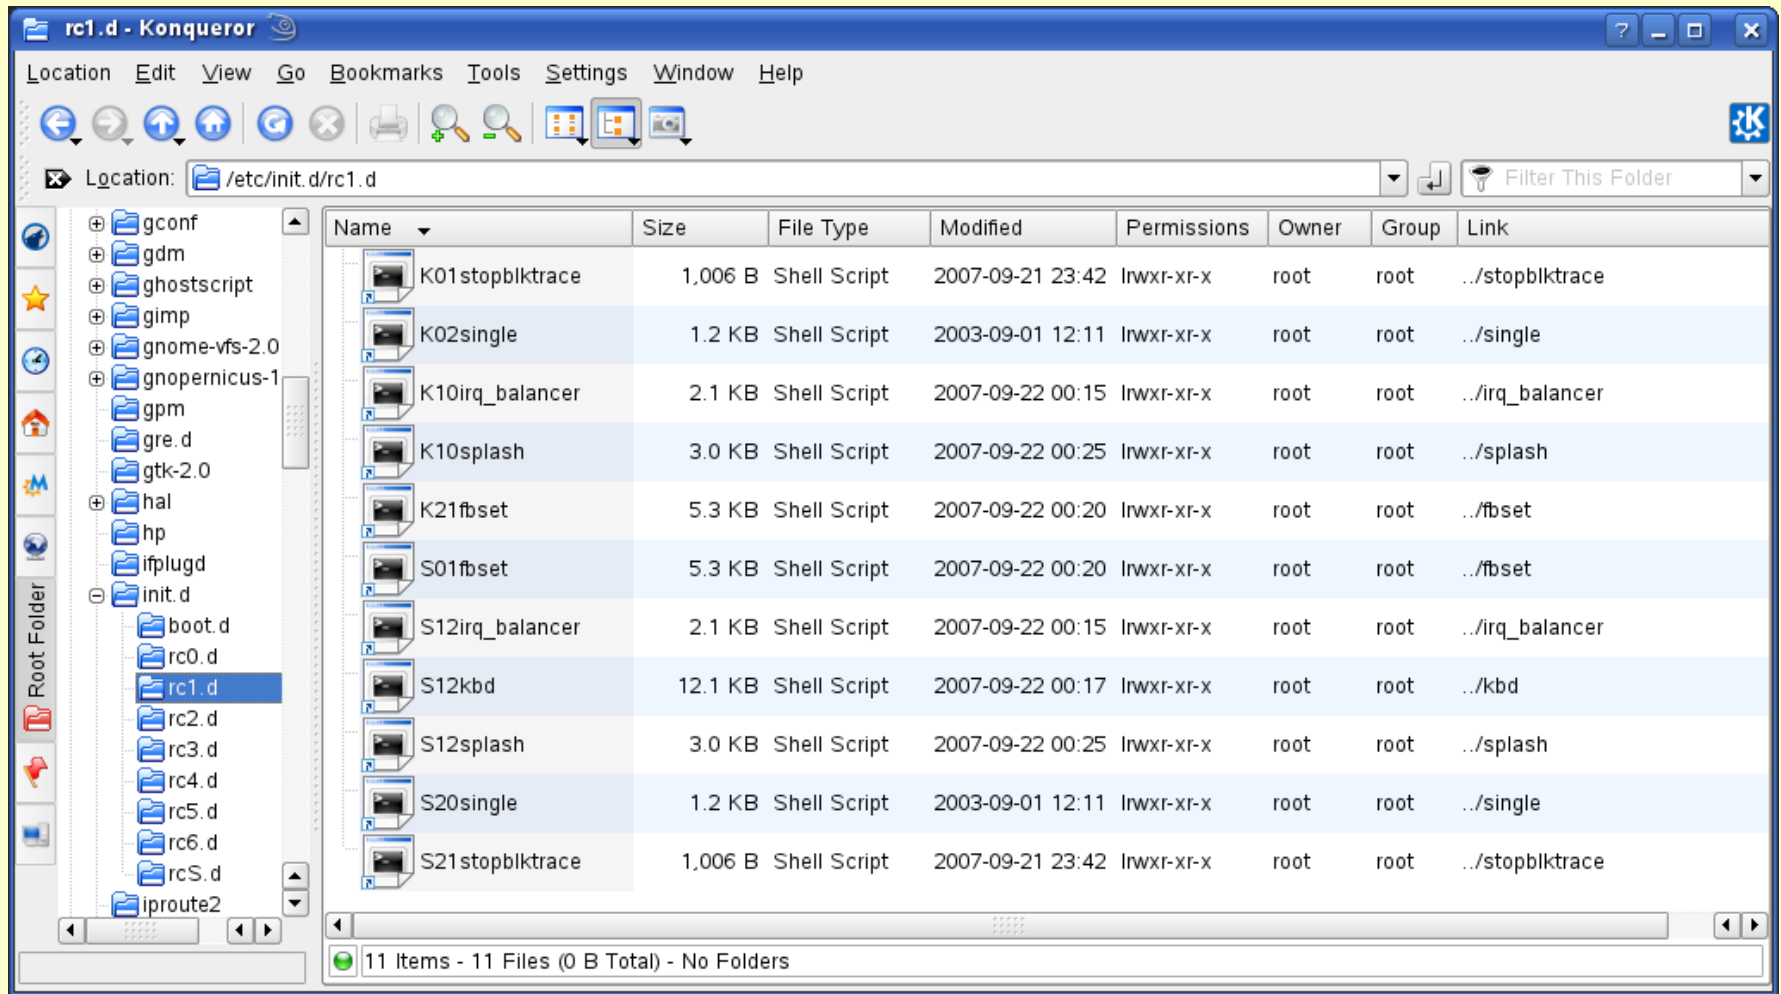 rc1.d - Konqueror
Location Edit View Go Bookmarks Tools Settings Window Help
Location: /etc/init.d/rc1.d Filter This Folder
gconf
gdm
ghostscript
gimp
gnome-vfs-2.0
gnopernicus-1
gpm
gre.d
gtk-2.0
hal
hp
ifplugd
init.d
boot.d
rc0.d
rc1.d
rc2.d
rc3.d
rc4.d
rc5.d
rc6.d
rcS.d
iproute2
Root Folder
Name Size File Type Modified Permissions Owner Group Link
K01stopblktrace 1,006 B Shell Script 2007-09-21 23:42 lrwxr-xr-x root root ../stopblktrace
K02single 1.2 KB Shell Script 2003-09-01 12:11 lrwxr-xr-x root root ../single
K10irq_balancer 2.1 KB Shell Script 2007-09-22 00:15 lrwxr-xr-x root root ../irq_balancer
K10splash 3.0 KB Shell Script 2007-09-22 00:25 lrwxr-xr-x root root ../splash
K21fbset 5.3 KB Shell Script 2007-09-22 00:20 lrwxr-xr-x root root ../fbset
S01fbset 5.3 KB Shell Script 2007-09-22 00:20 lrwxr-xr-x root root ../fbset
S12irq_balancer 2.1 KB Shell Script 2007-09-22 00:15 lrwxr-xr-x root root ../irq_balancer
S12kbd 12.1 KB Shell Script 2007-09-22 00:17 lrwxr-xr-x root root ../kbd
S12splash 3.0 KB Shell Script 2007-09-22 00:25 lrwxr-xr-x root root ../splash
S20single 1.2 KB Shell Script 2003-09-01 12:11 lrwxr-xr-x root root ../single
S21stopblktrace 1,006 B Shell Script 2007-09-21 23:42 lrwxr-xr-x root root ../stopblktrace
11 Items - 11 Files (0 B Total) - No Folders